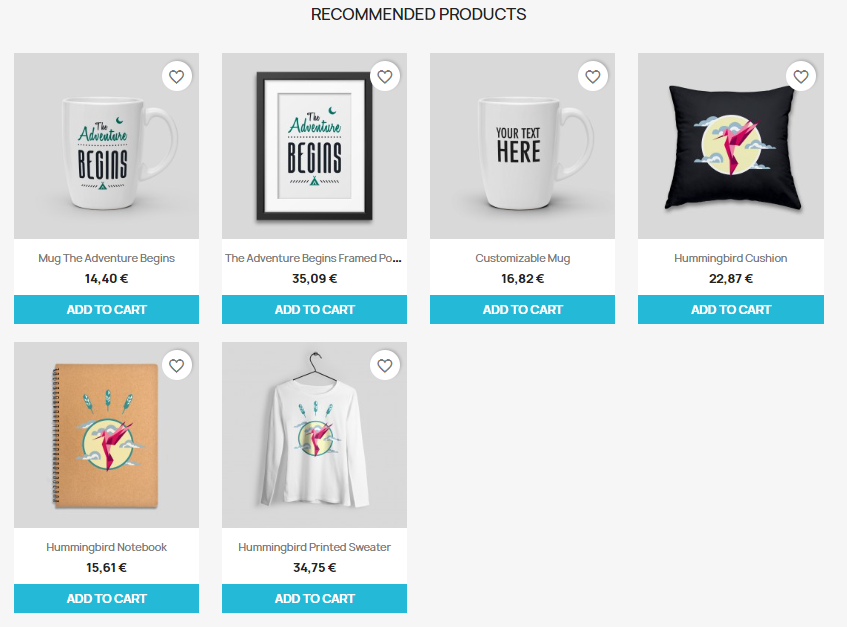 RECOMMENDED PRODUCTS
The
Adventure
BEGINS
Mug The Adventure Begins
14,40 €
ADD TO CART
The
Adventure
BEGINS
The Adventure Begins Framed Po...
35,09 €
ADD TO CART
YOUR TEXT
HERE
Customizable Mug
16,82 €
ADD TO CART
Hummingbird Cushion
22,87 €
ADD TO CART
Hummingbird Notebook
15,61 €
ADD TO CART
Hummingbird Printed Sweater
34,75 €
ADD TO CART